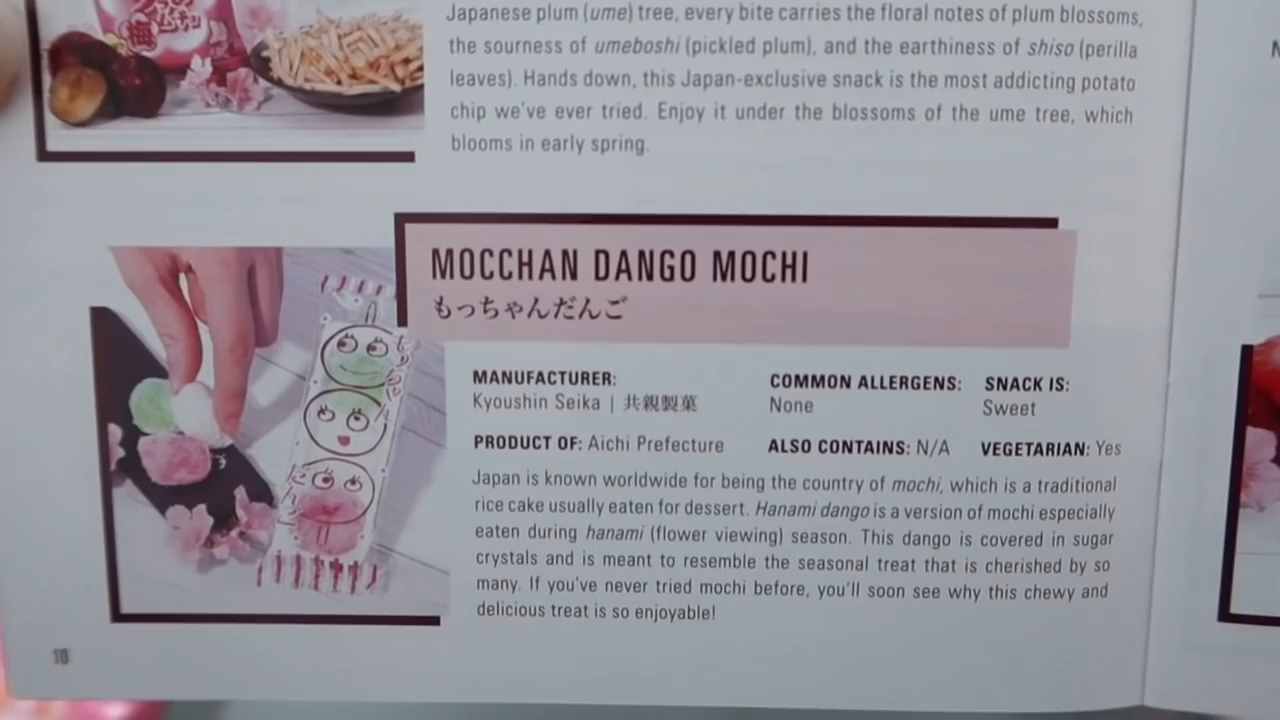 Japanese plum (ume) tree, every bite carries the floral notes of plum blossoms,
the sourness of umeboshi (pickled plum), and the earthiness of shiso (perilla
leaves). Hands down, this Japan-exclusive snack is the most addicting potato
chip we've ever tried. Enjoy it under the blossoms of the ume tree, which
blooms in early spring.
MOCCHAN DANGO MOCHI
もっちゃんだんご
MANUFACTURER:
Kyoushin Seika | 共親製菓
COMMON ALLERGENS:
None
SNACK IS:
Sweet
PRODUCT OF: Aichi Prefecture
ALSO CONTAINS: N/A
VEGETARIAN: Yes
Japan is known worldwide for being the country of mochi, which is a traditional
rice cake usually eaten for dessert. Hanami dango is a version of mochi especially
eaten during hanami (flower viewing) season. This dango is covered in sugar
crystals and is meant to resemble the seasonal treat that is cherished by so
many. If you've never tried mochi before, you'll soon see why this chewy and
delicious treat is so enjoyable!
だんご
10